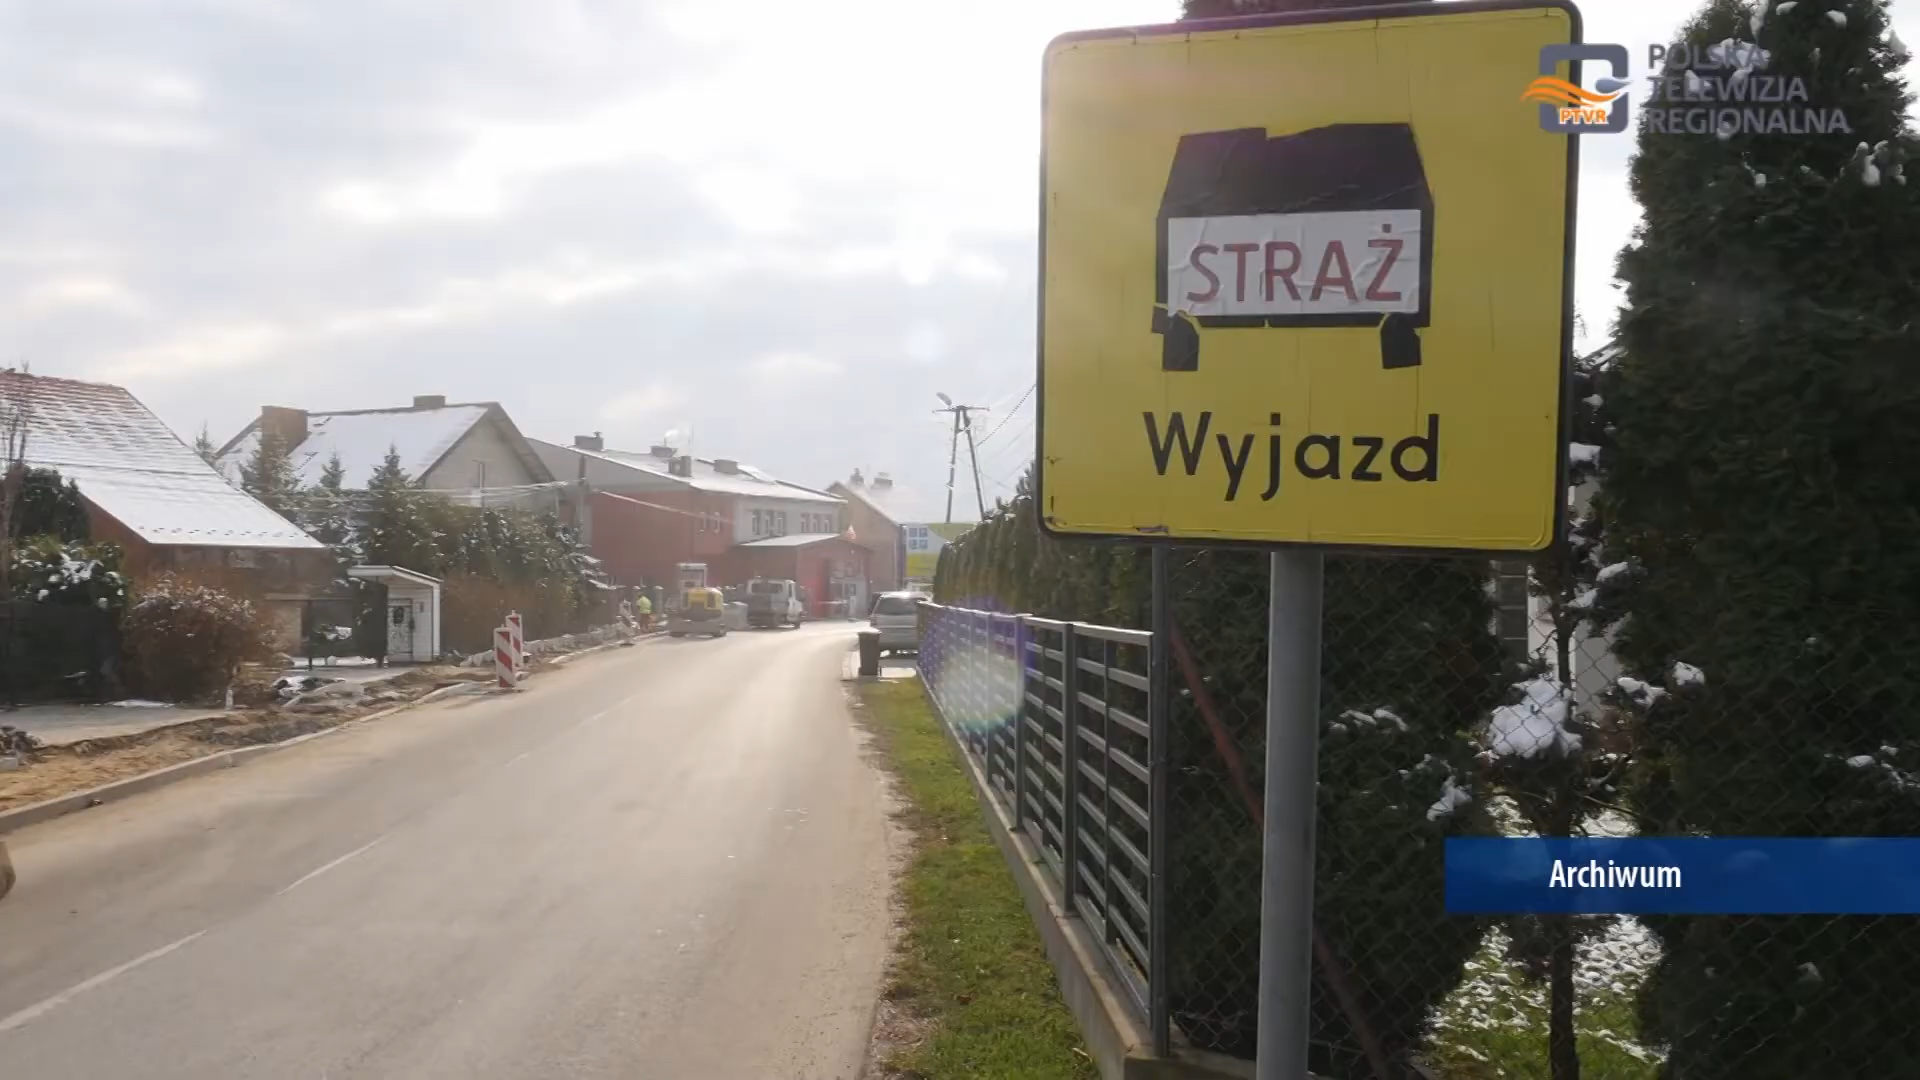 POLSKA
TELEWIZJA
REGIONALNA
PTVR
STRAŻ
Wyjazd
Archiwum